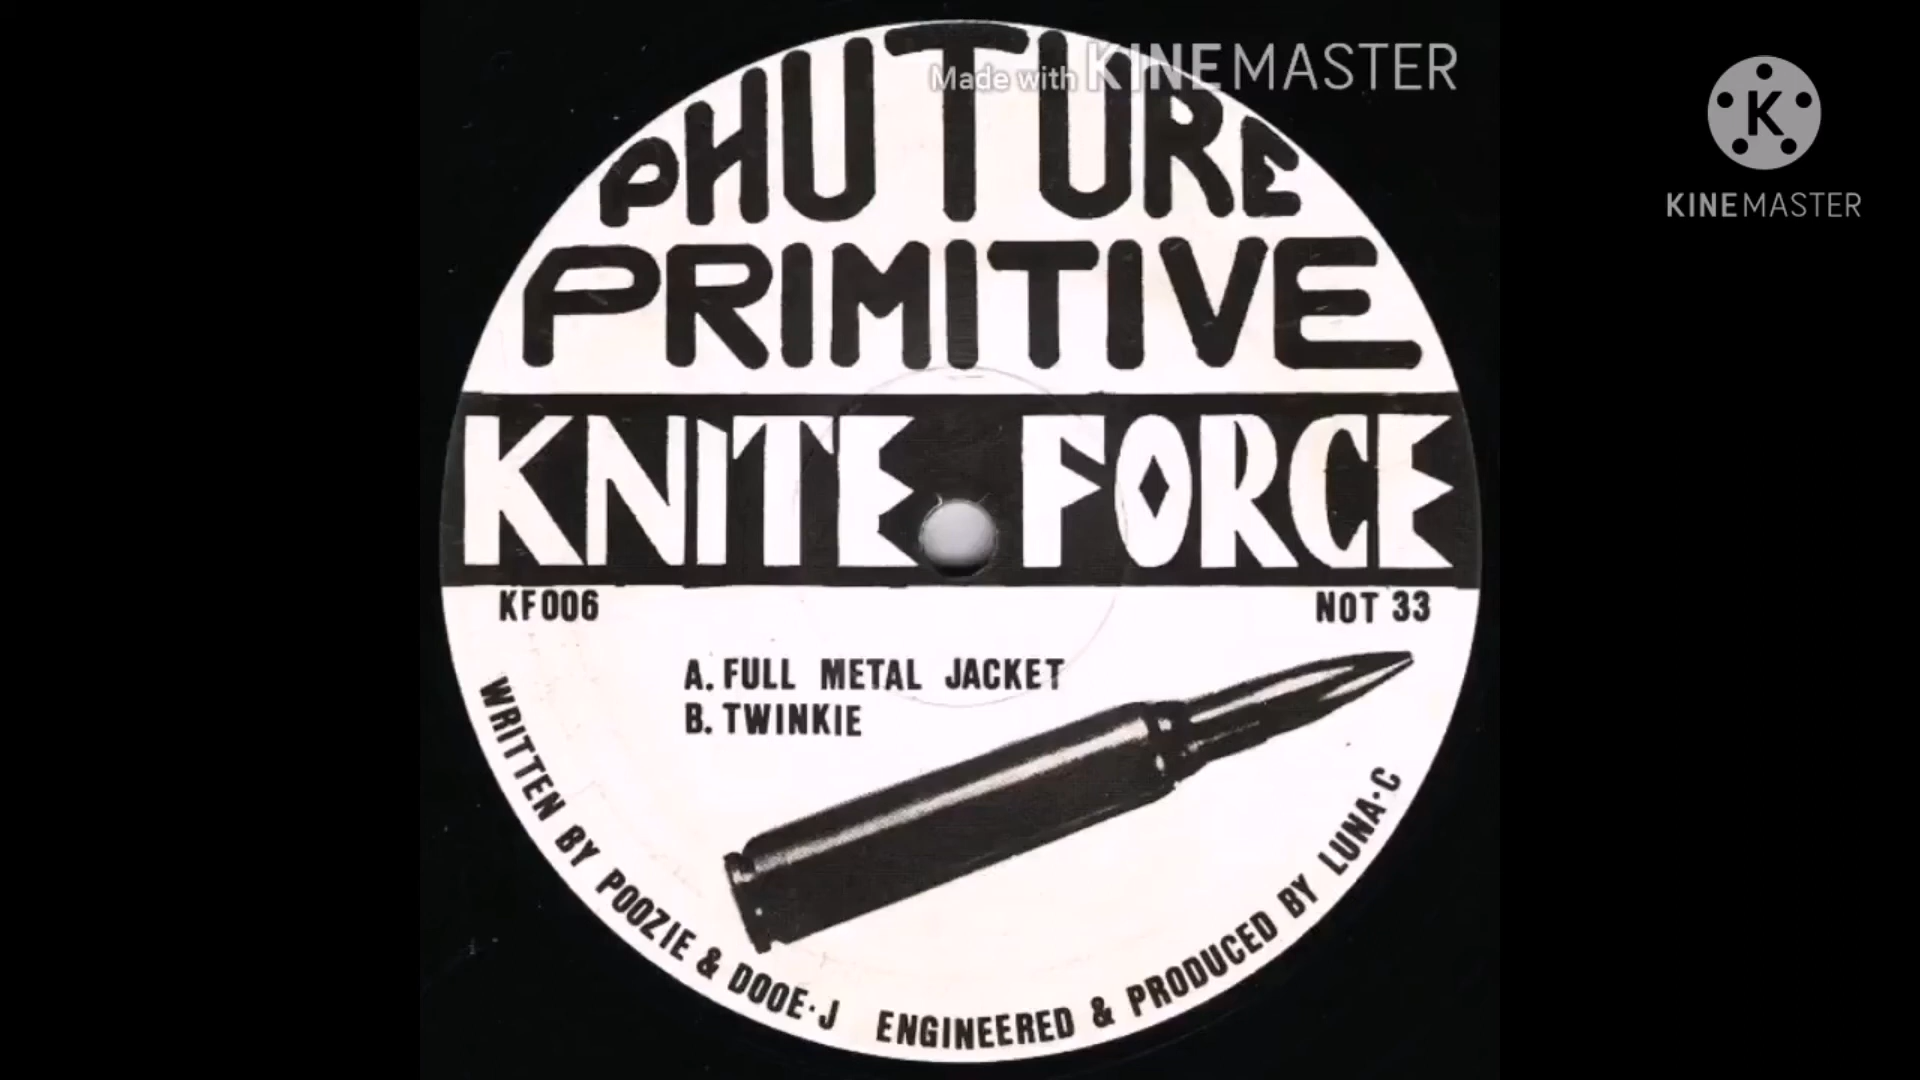 PHUTURE
PRIMITIVE
Made with KINEMASTER
K
KINEMASTER
KNITE FORCE
KF006
NOT 33
A. FULL METAL JACKET
B. TWINKIE
WRITTEN BY POOZIE & DOOE·J ENGINEERED & PRODUCED BY LUNA·C